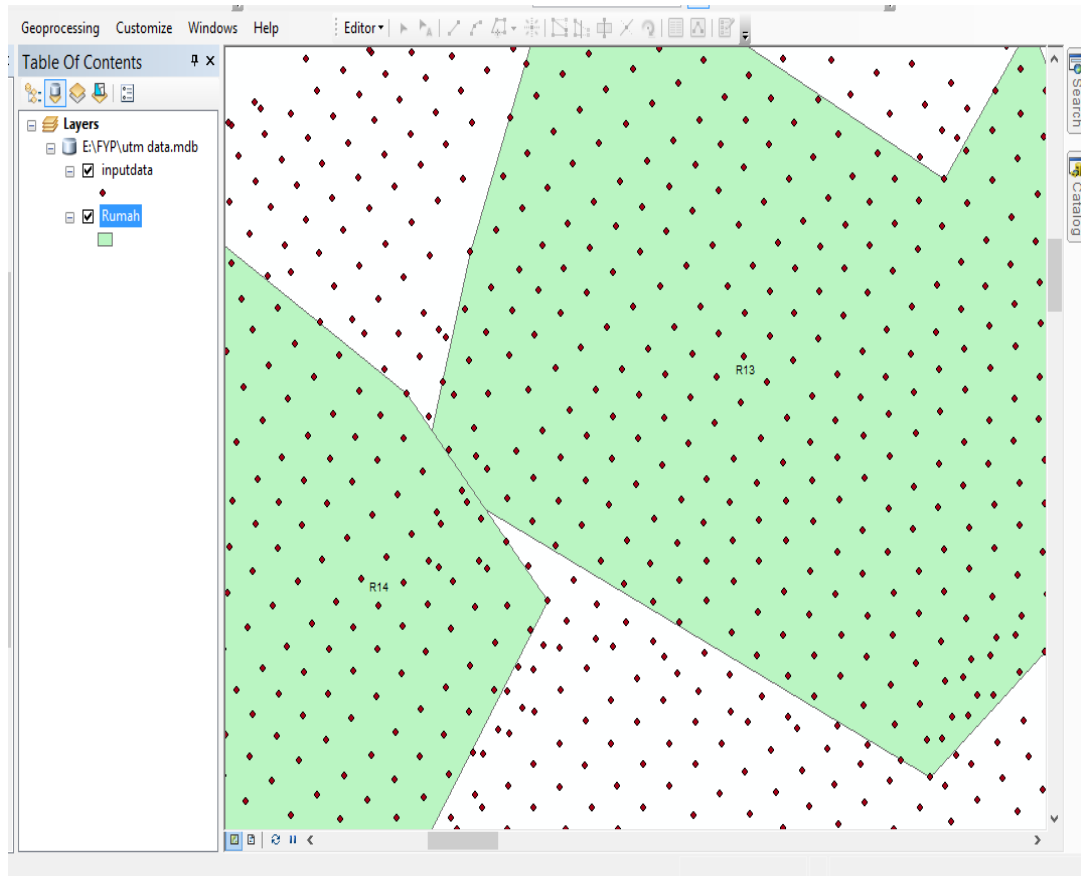 Geoprocessing Customize Windows Help Editor
Table Of Contents
Layers
E:\FYP\utm data.mdb
inputdata
Rumah
R13
R14
Search
Catalog